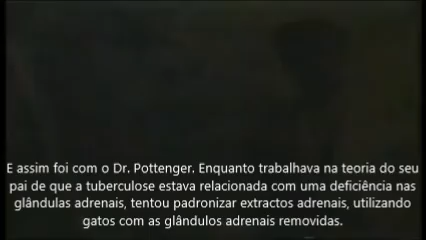 E assim foi com o Dr. Pottenger. Enquanto trabalhava na teoria do seu
pai de que a tuberculose estava relacionada com uma deficiência nas
glândulas adrenais, tentou padronizar extractos adrenais, utilizando
gatos com as glândulos adrenais removidas.